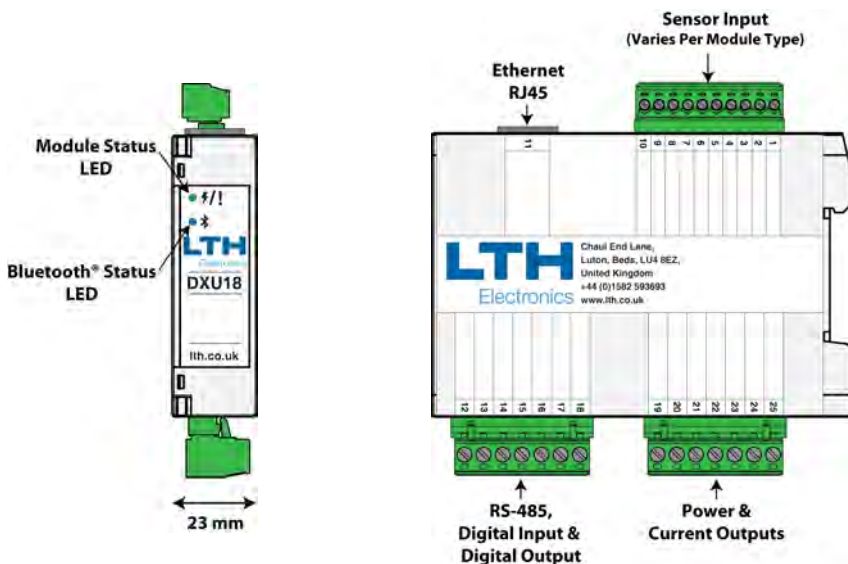 Sensor Input
(Varies Per Module Type)
Ethernet
RJ45
Module Status
LED
⚡/!
Bluetooth® Status
LED
LTH
Electronics
DXU18
lth.co.uk
23 mm
11
10 9 8 7 6 5 4 3 2 1
LTH
Electronics
Chaul End Lane,
Luton, Beds, LU4 8EZ,
United Kingdom
+44 (0)1582 593693
www.lth.co.uk
12 13 14 15 16 17 18
19 20 21 22 23 24 25
RS-485,
Digital Input &
Digital Output
Power &
Current Outputs